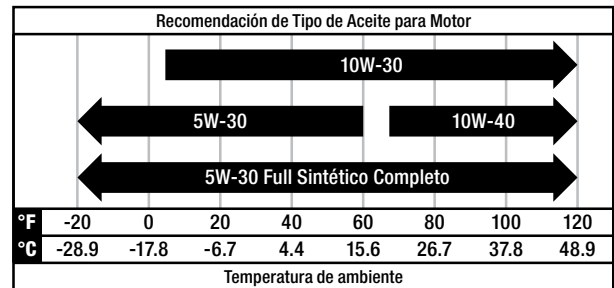 Recomendación de Tipo de Aceite para Motor
10W-30
5W-30 10W-40
5W-30 Full Sintético Completo
°F -20 0 20 40 60 80 100 120
°C -28.9 -17.8 -6.7 4.4 15.6 26.7 37.8 48.9
Temperatura de ambiente